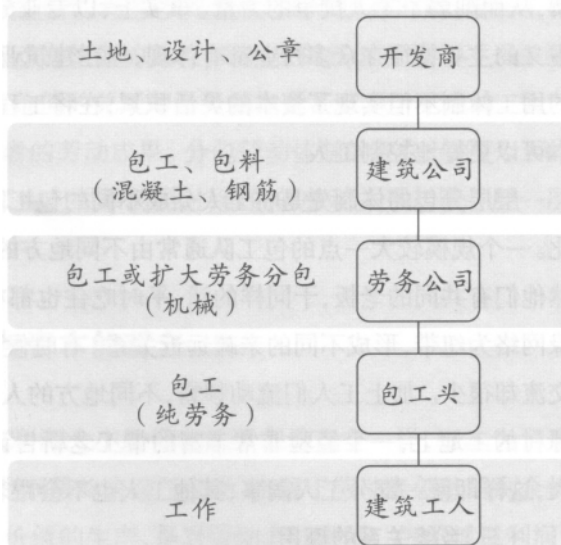 土地、设计、公章
开发商
包工、包料
(混凝土、钢筋)
建筑公司
包工或扩大劳务分包
(机械)
劳务公司
包工
(纯劳务)
包工头
工作
建筑工人